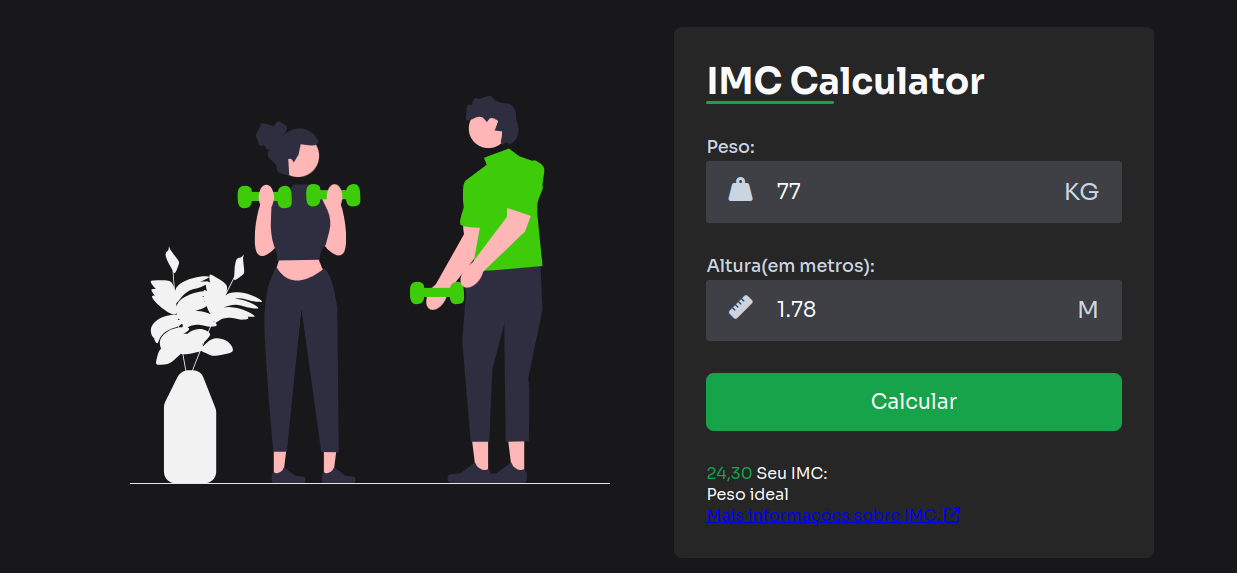 IMC Calculator
Peso:
77 KG
Altura(em metros):
1.78 M
Calcular
24,30 Seu IMC:
Peso ideal
Mais informações sobre IMC.